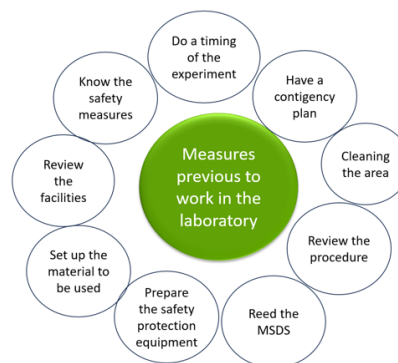 Do a timing
of the
experiment
Have a
contigency
plan
Cleaning
the area
Review the
procedure
Reed the
MSDS
Prepare
the safety
protection
equipment
Set up the
material to
be used
Review
the
facilities
Know the
safety
measures
Measures
previous to
work in the
laboratory